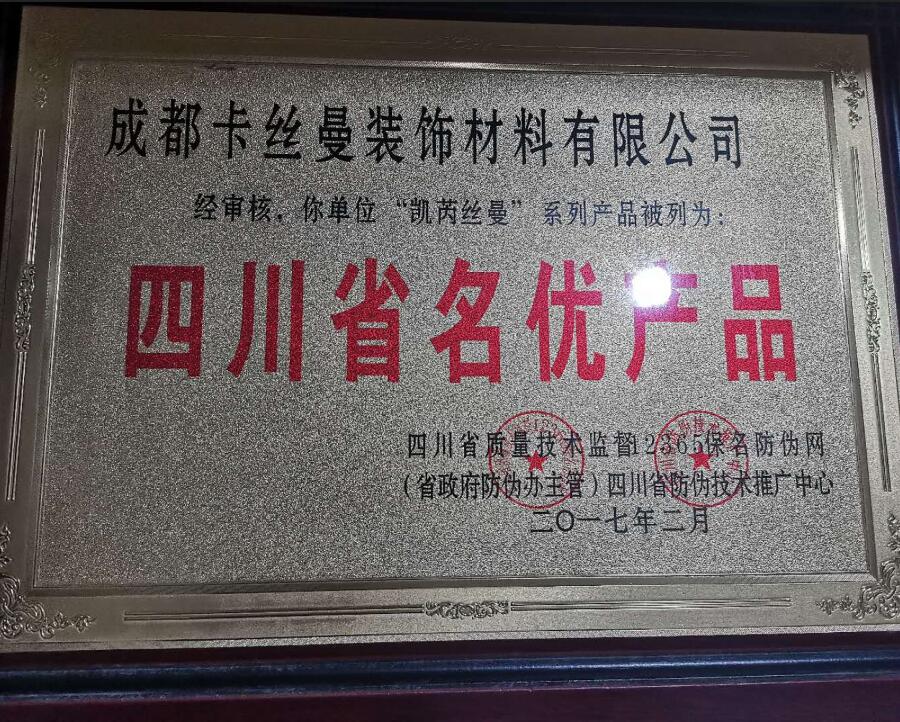 成都卡丝曼装饰材料有限公司
经审核，你单位“凯芮丝曼”系列产品被列为：
四川省名优产品
四川省质量技术监督12365保名防伪网
（省政府防伪办主管）四川省防伪技术推广中心
二〇一七年二月